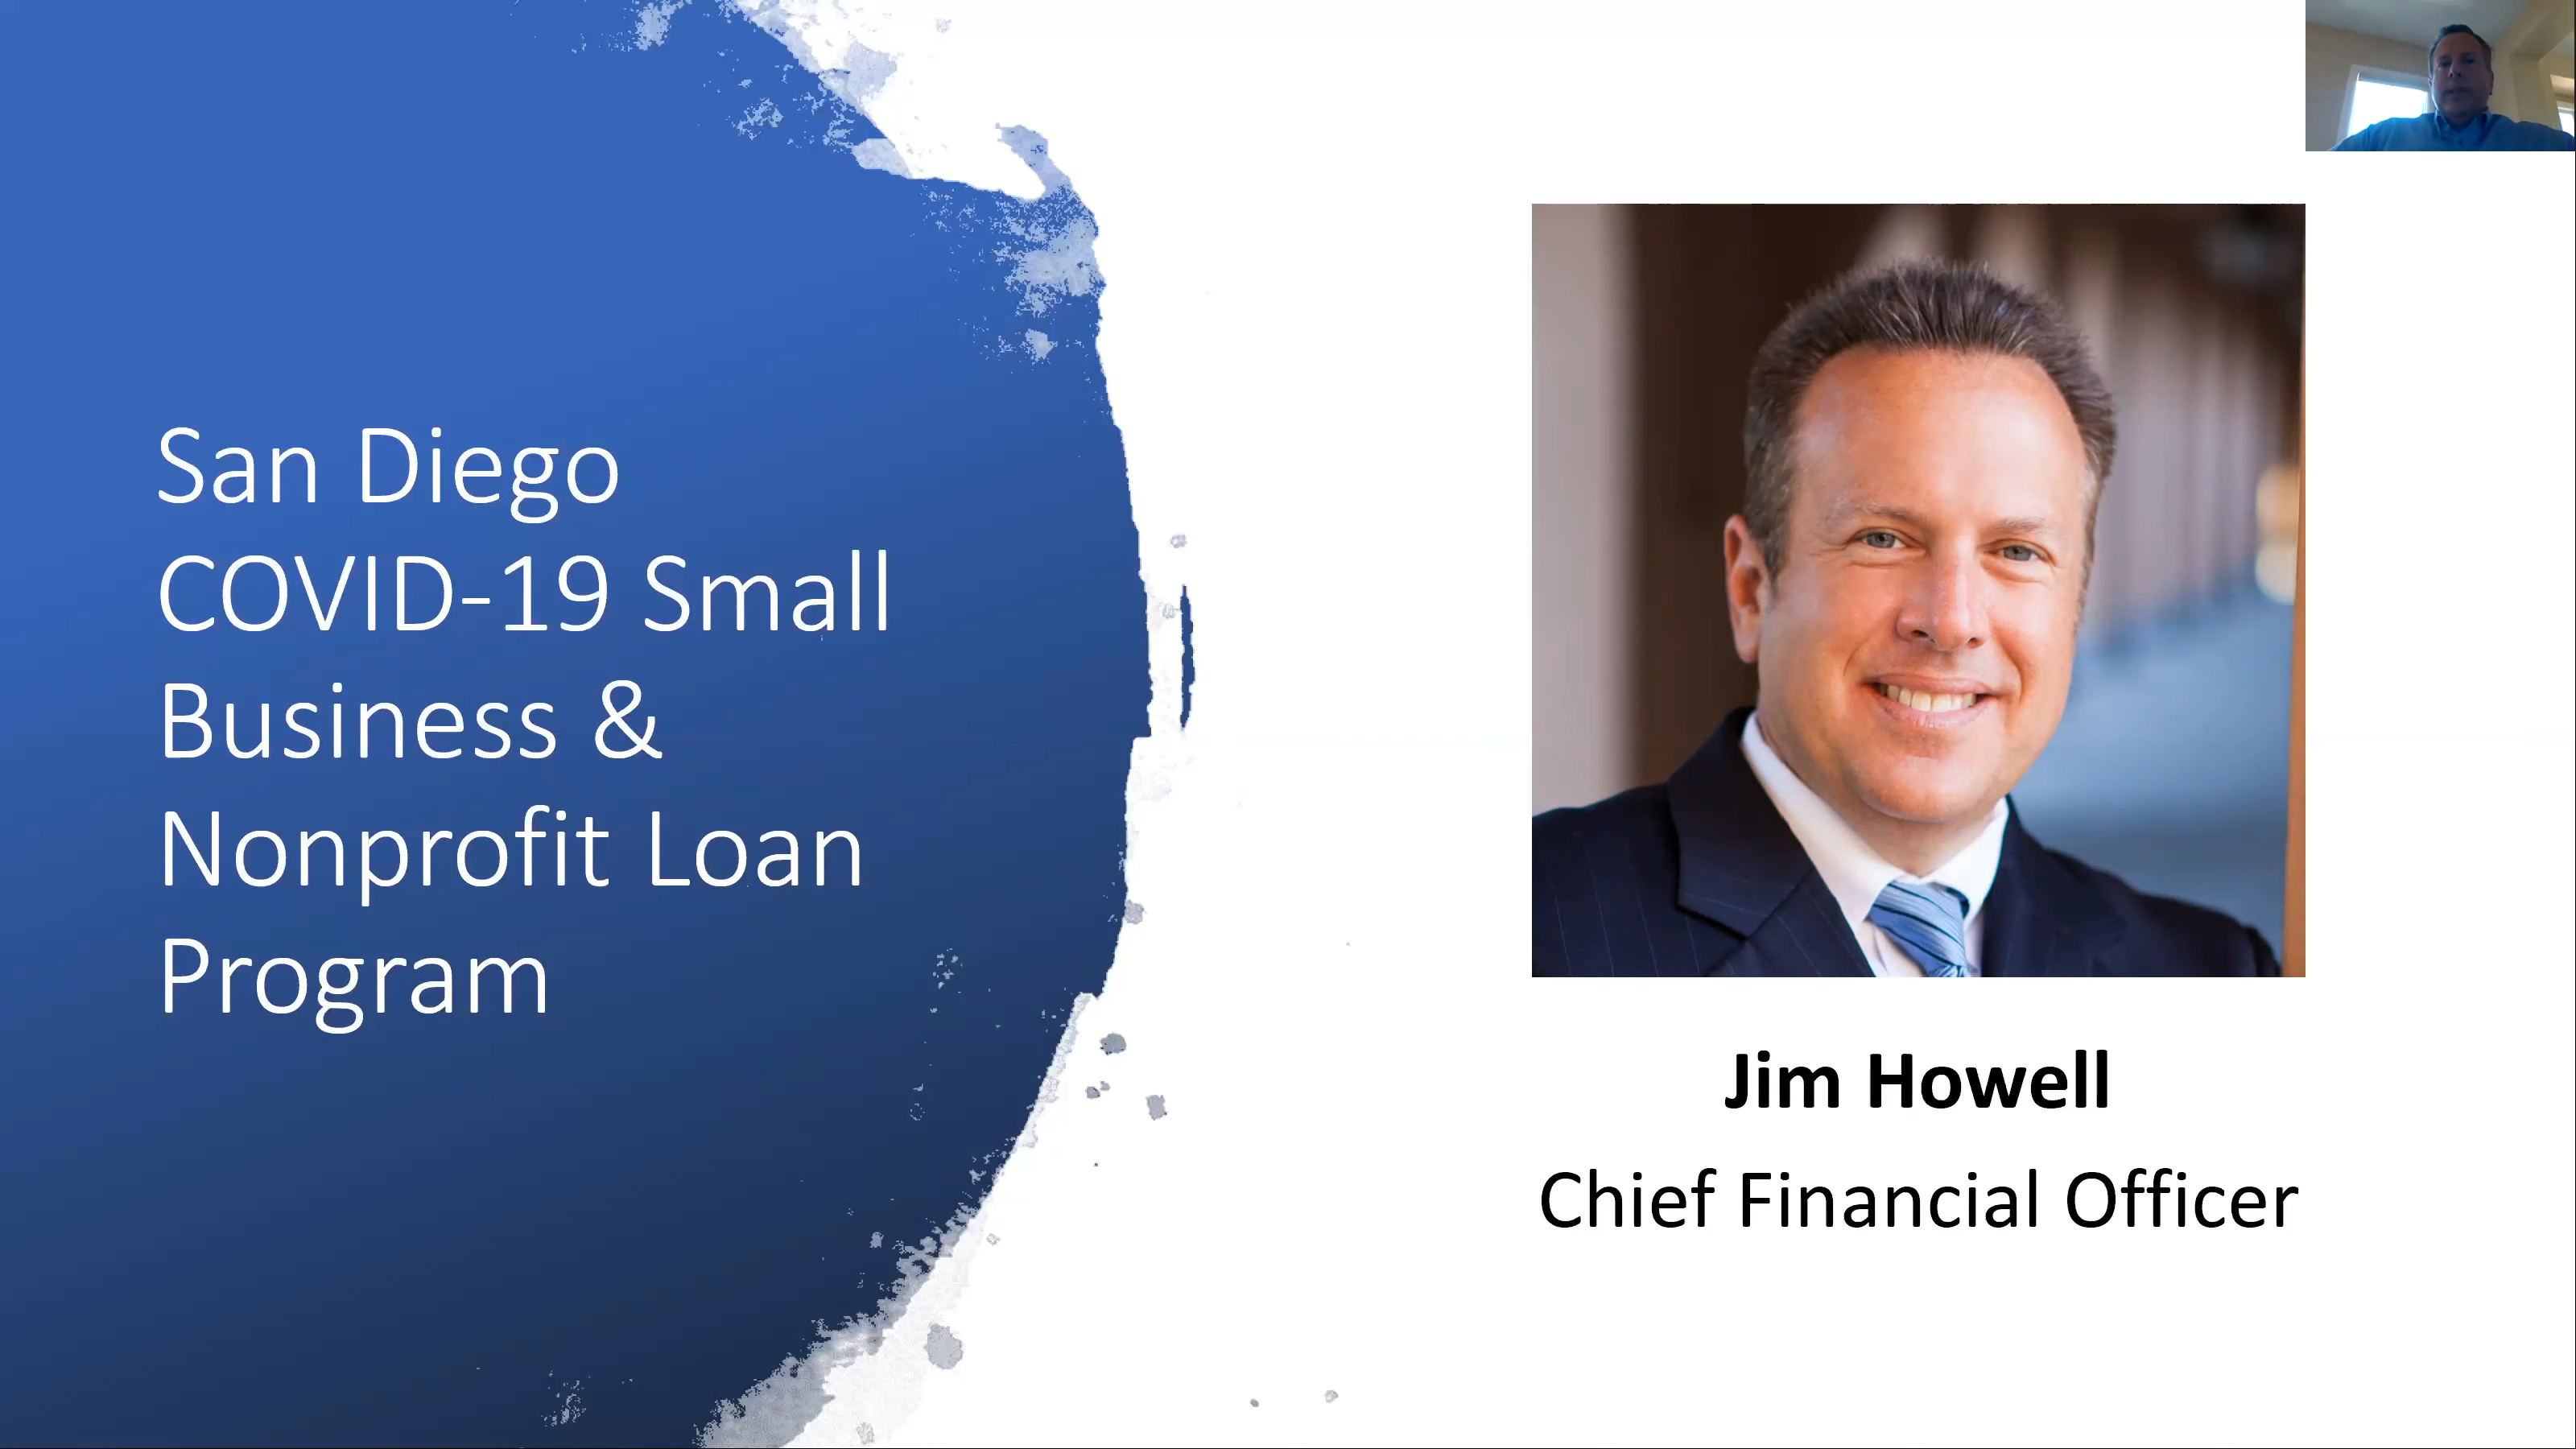 San Diego
COVID-19 Small
Business &
Nonprofit Loan
Program
Jim Howell
Chief Financial Officer